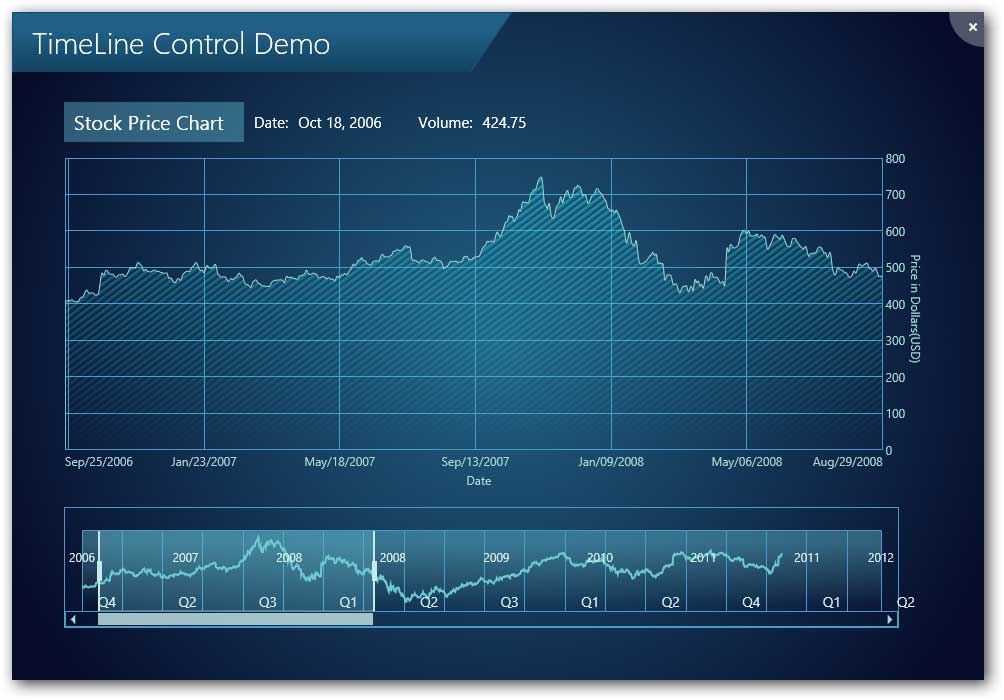 TimeLine Control Demo
×
Stock Price Chart Date: Oct 18, 2006 Volume: 424.75
800
700
600
500
400
300
200
100
0
Price in Dollars(USD)
Sep/25/2006 Jan/23/2007 May/18/2007 Sep/13/2007 Jan/09/2008 May/06/2008 Aug/29/2008
Date
2006 2007 2008 2008 2009 2010 2011 2011 2012
Q4 Q2 Q3 Q1 Q2 Q3 Q1 Q2 Q4 Q1 Q2